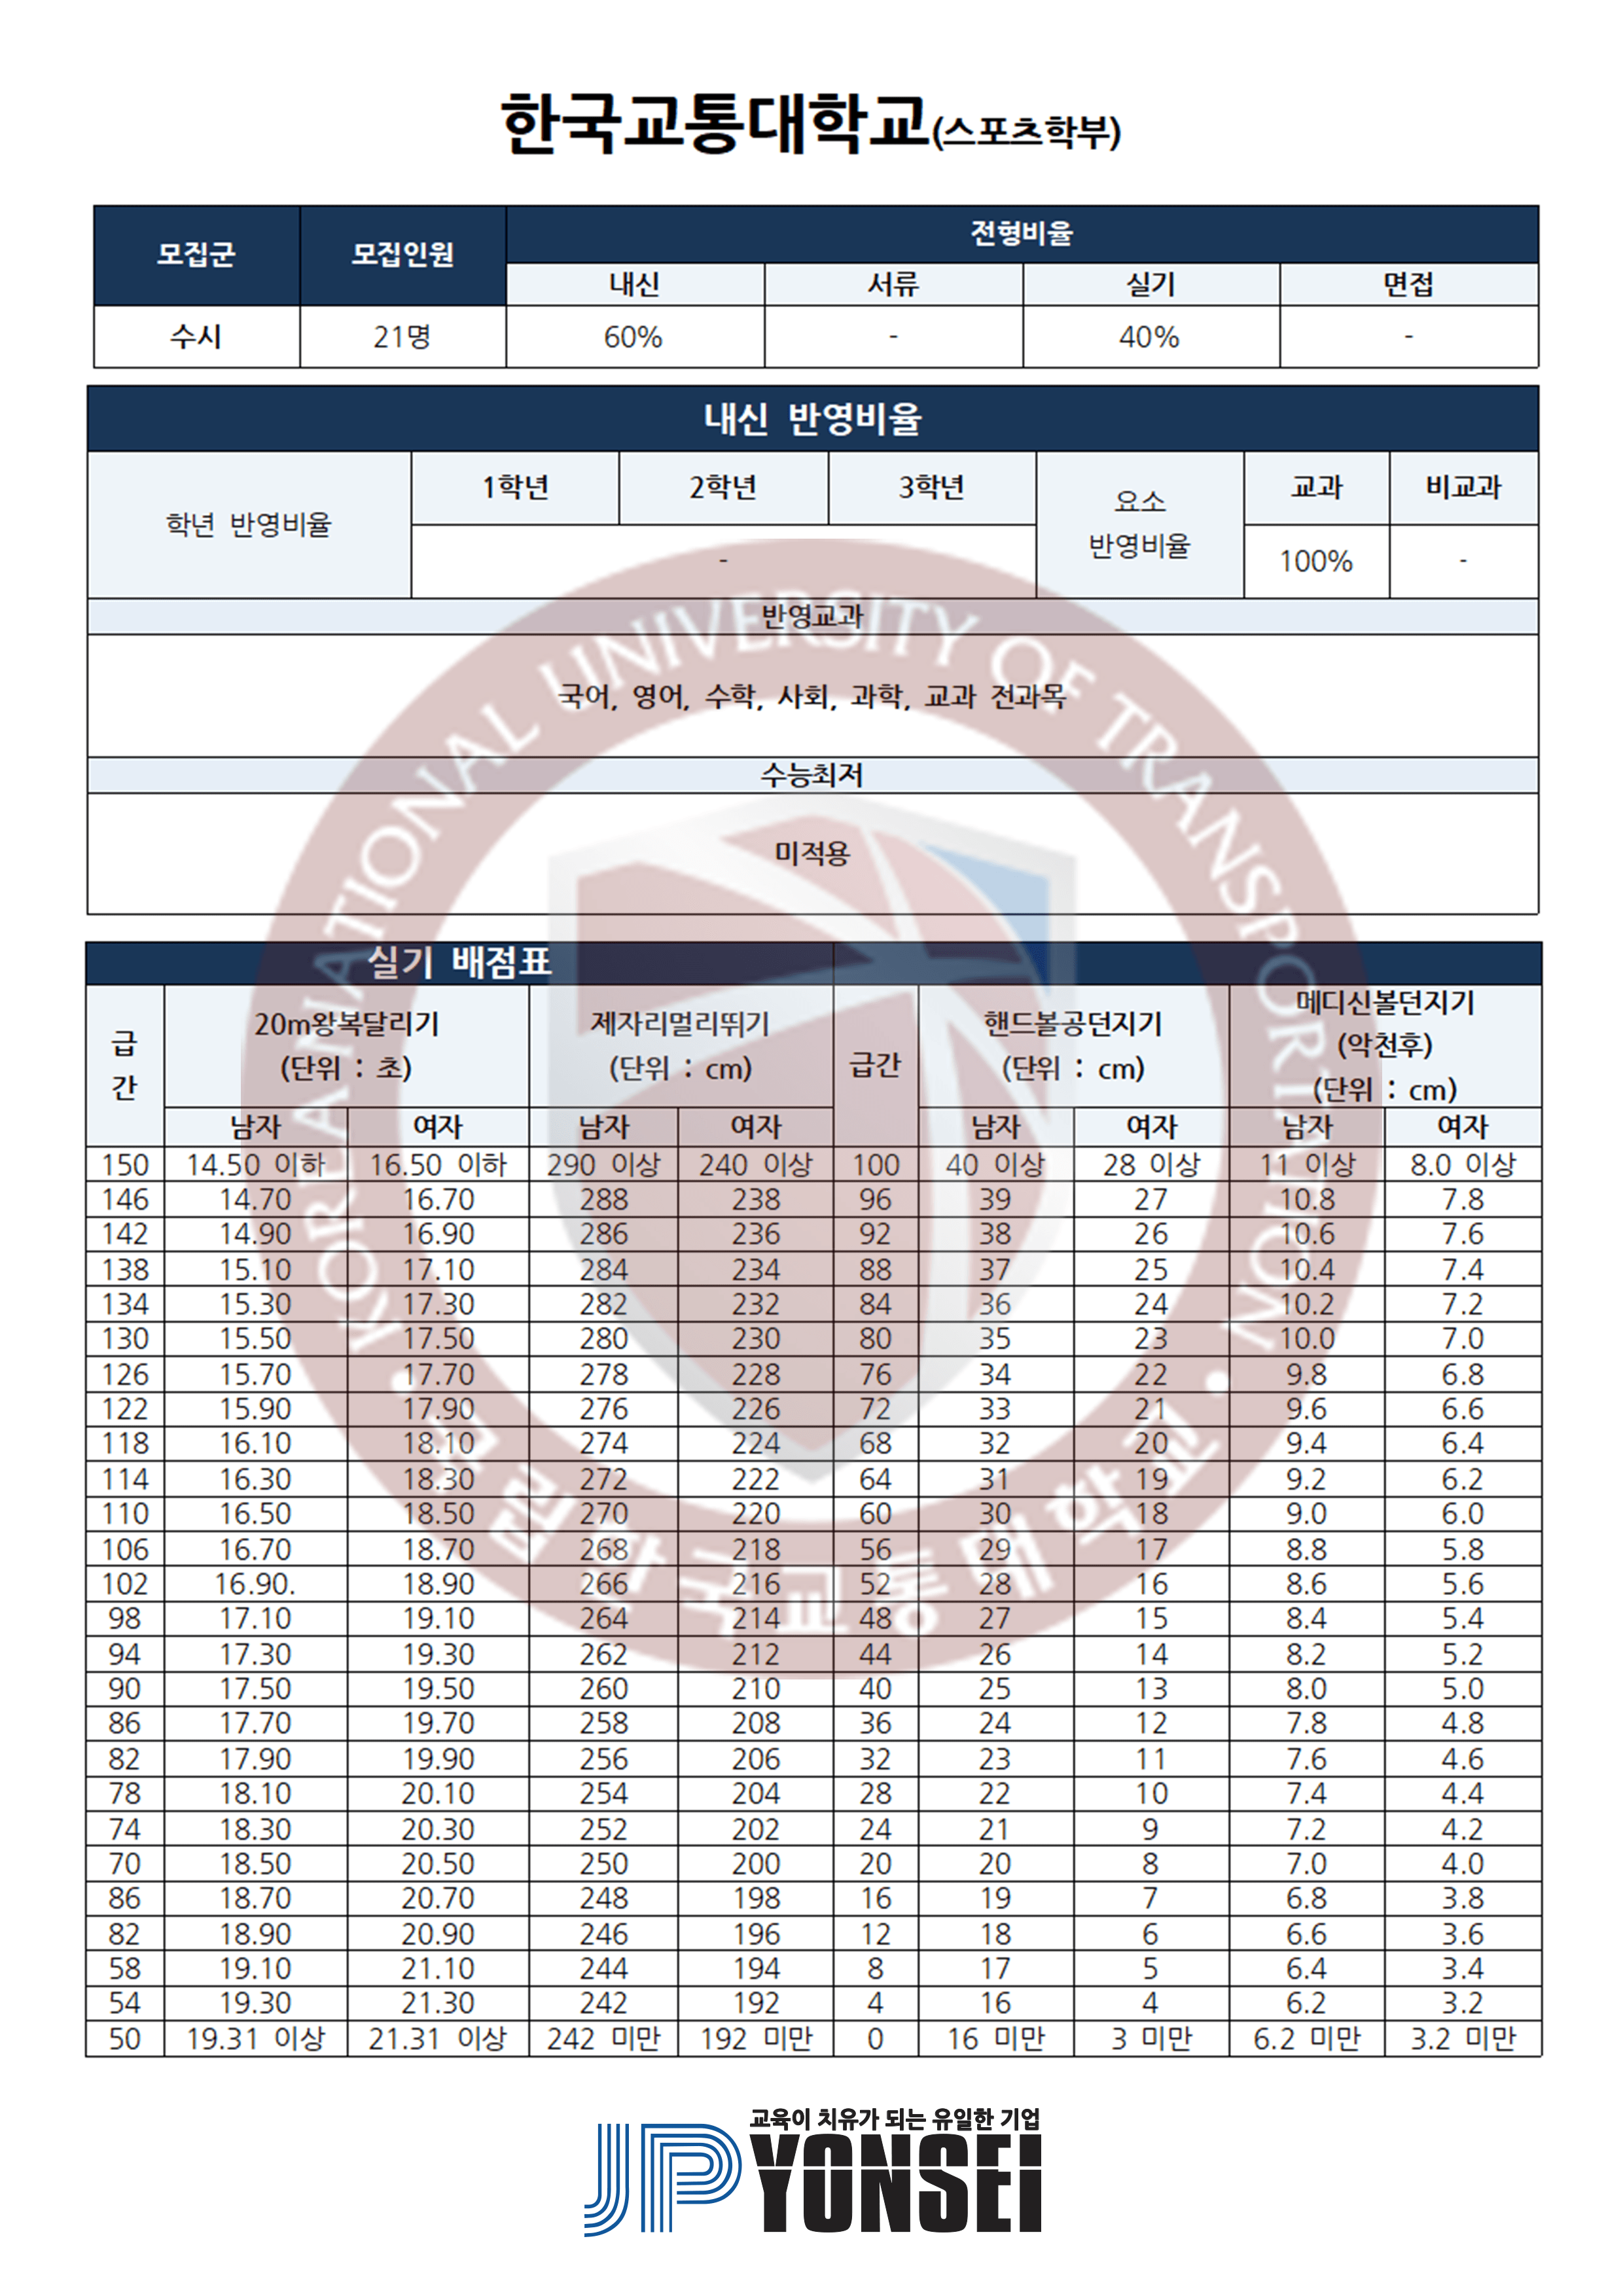 한국교통대학교(스포츠학부)
모집군 모집인원 전형비율
내신 서류 실기 면접
수시 21명 60% - 40% -
내신 반영비율
학년 반영비율 1학년 2학년 3학년 요소 반영비율 교과 비교과
- 100% -
반영교과
국어, 영어, 수학, 사회, 과학, 교과 전과목
수능최저
미적용
실기 배점표
급간 20m왕복달리기 (단위 : 초) 제자리멀리뛰기 (단위 : cm) 급간 핸드볼공던지기 (단위 : cm) 메디신볼던지기 (악천후) (단위 : cm)
남자 여자 남자 여자 남자 여자 남자 여자
150 14.50 이하 16.50 이하 290 이상 240 이상 100 40 이상 28 이상 11 이상 8.0 이상
146 14.70 16.70 288 238 96 39 27 10.8 7.8
142 14.90 16.90 286 236 92 38 26 10.6 7.6
138 15.10 17.10 284 234 88 37 25 10.4 7.4
134 15.30 17.30 282 232 84 36 24 10.2 7.2
130 15.50 17.50 280 230 80 35 23 10.0 7.0
126 15.70 17.70 278 228 76 34 22 9.8 6.8
122 15.90 17.90 276 226 72 33 21 9.6 6.6
118 16.10 18.10 274 224 68 32 20 9.4 6.4
114 16.30 18.30 272 222 64 31 19 9.2 6.2
110 16.50 18.50 270 220 60 30 18 9.0 6.0
106 16.70 18.70 268 218 56 29 17 8.8 5.8
102 16.90. 18.90 266 216 52 28 16 8.6 5.6
98 17.10 19.10 264 214 48 27 15 8.4 5.4
94 17.30 19.30 262 212 44 26 14 8.2 5.2
90 17.50 19.50 260 210 40 25 13 8.0 5.0
86 17.70 19.70 258 208 36 24 12 7.8 4.8
82 17.90 19.90 256 206 32 23 11 7.6 4.6
78 18.10 20.10 254 204 28 22 10 7.4 4.4
74 18.30 20.30 252 202 24 21 9 7.2 4.2
70 18.50 20.50 250 200 20 20 8 7.0 4.0
86 18.70 20.70 248 198 16 19 7 6.8 3.8
82 18.90 20.90 246 196 12 18 6 6.6 3.6
58 19.10 21.10 244 194 8 17 5 6.4 3.4
54 19.30 21.30 242 192 4 16 4 6.2 3.2
50 19.31 이상 21.31 이상 242 미만 192 미만 0 16 미만 3 미만 6.2 미만 3.2 미만
KOREA NATIONAL UNIVERSITY OF TRANSPORTATION
국립한국교통대학교
교육이 치유가 되는 유일한 기업
JP YONSEI